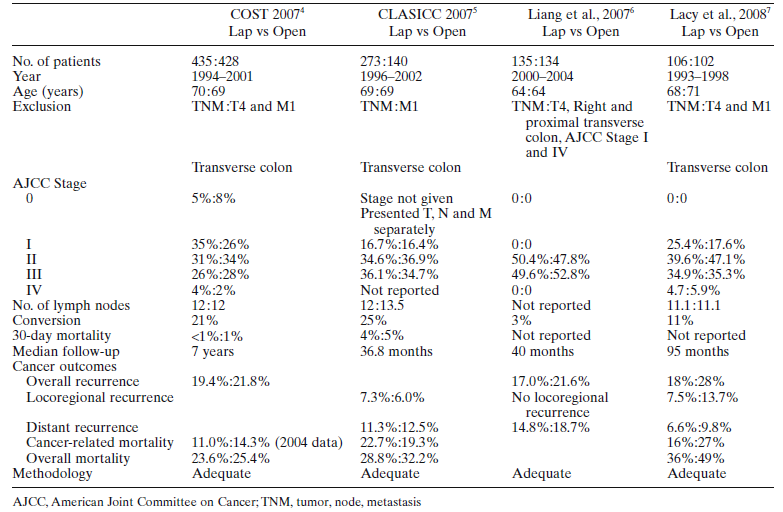 COST 2007⁴ CLASICC 2007⁵ Liang et al., 2007⁶ Lacy et al., 2008⁷
Lap vs Open Lap vs Open Lap vs Open Lap vs Open
No. of patients 435:428 273:140 135:134 106:102
Year 1994–2001 1996–2002 2000–2004 1993–1998
Age (years) 70:69 69:69 64:64 68:71
Exclusion TNM:T4 and M1 TNM:M1 TNM:T4, Right and TNM:T4 and M1
proximal transverse
colon, AJCC Stage I
and IV
Transverse colon Transverse colon Transverse colon
AJCC Stage
0 5%:8% Stage not given 0:0 0:0
Presented T, N and M
separately
I 35%:26% 16.7%:16.4% 0:0 25.4%:17.6%
II 31%:34% 34.6%:36.9% 50.4%:47.8% 39.6%:47.1%
III 26%:28% 36.1%:34.7% 49.6%:52.8% 34.9%:35.3%
IV 4%:2% Not reported 0:0 4.7:5.9%
No. of lymph nodes 12:12 12:13.5 Not reported 11.1:11.1
Conversion 21% 25% 3% 11%
30-day mortality <1%:1% 4%:5% Not reported Not reported
Median follow-up 7 years 36.8 months 40 months 95 months
Cancer outcomes
Overall recurrence 19.4%:21.8% 17.0%:21.6% 18%:28%
Locoregional recurrence 7.3%:6.0% No locoregional 7.5%:13.7%
recurrence
Distant recurrence 11.3%:12.5% 14.8%:18.7% 6.6%:9.8%
Cancer-related mortality 11.0%:14.3% (2004 data) 22.7%:19.3% 16%:27%
Overall mortality 23.6%:25.4% 28.8%:32.2% 36%:49%
Methodology Adequate Adequate Adequate Adequate
AJCC, American Joint Committee on Cancer; TNM, tumor, node, metastasis